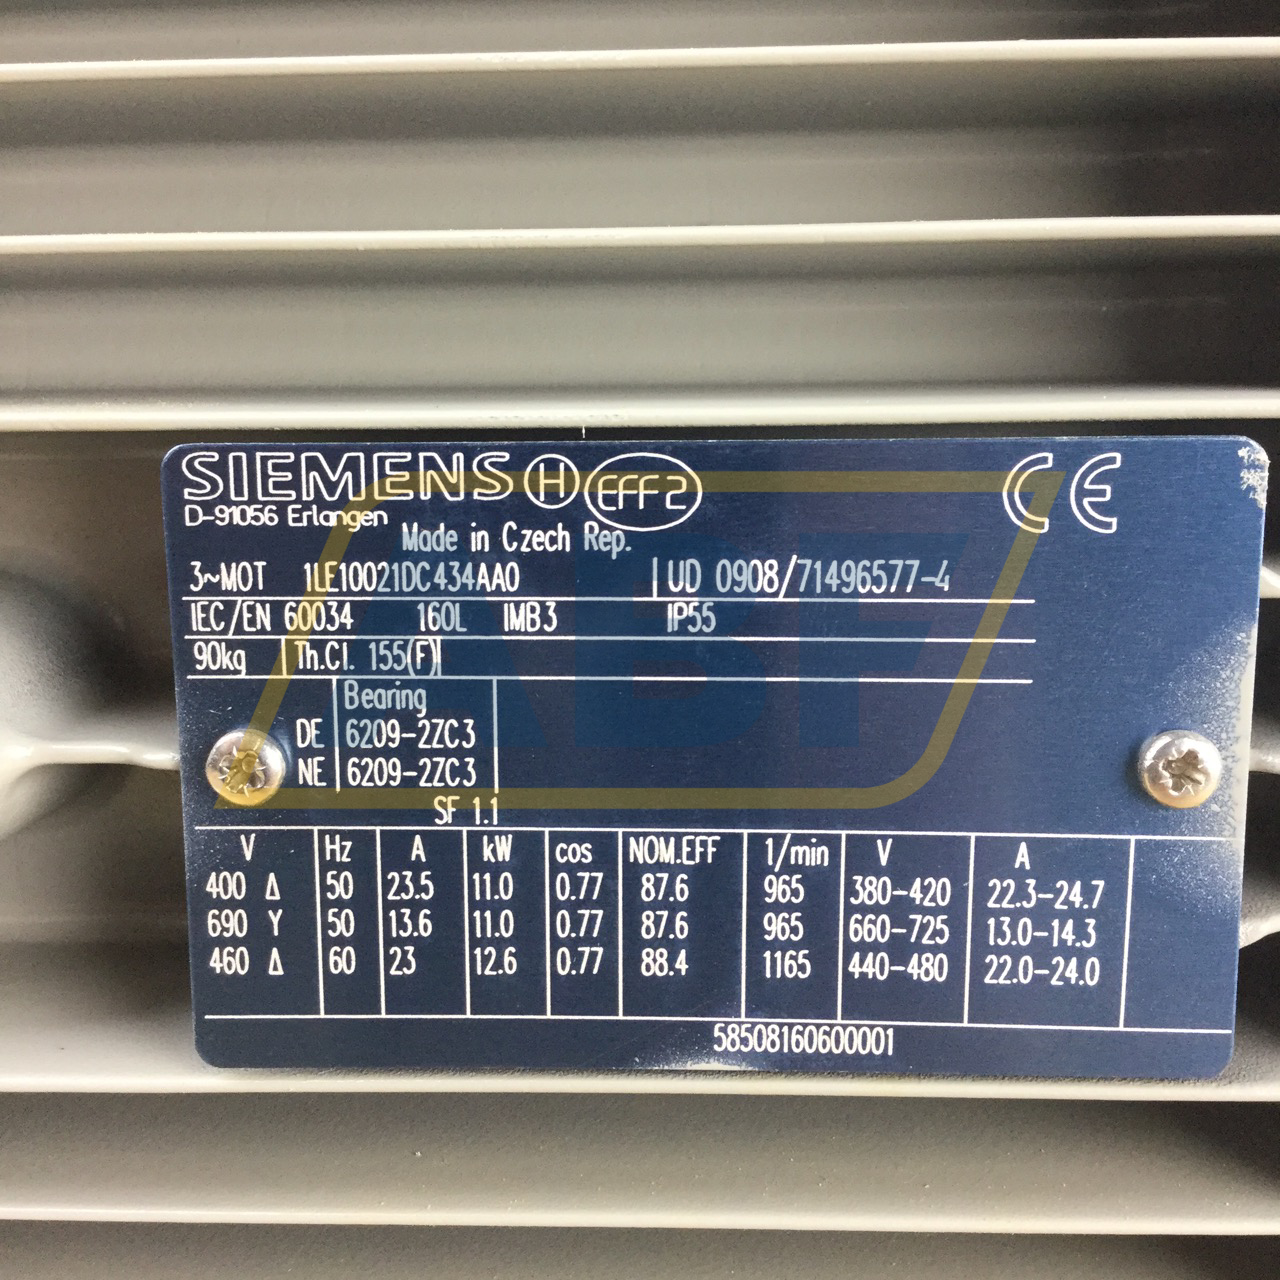 SIEMENS H EFF 2 CE
D-91056 Erlangen
Made in Czech Rep.
3~MOT 1LE10021DC434AA0 UD 0908/71496577-4
IEC/EN 60034 160L IMB3 IP55
90kg Th.Cl. 155(F)
Bearing
DE 6209-2ZC3
NE 6209-2ZC3
SF 1.1
V Hz A kW cos NOM.EFF 1/min V A
400 Δ 50 23.5 11.0 0.77 87.6 965 380-420 22.3-24.7
690 Y 50 13.6 11.0 0.77 87.6 965 660-725 13.0-14.3
460 Δ 60 23 12.6 0.77 88.4 1165 440-480 22.0-24.0
58508160600001
ABF